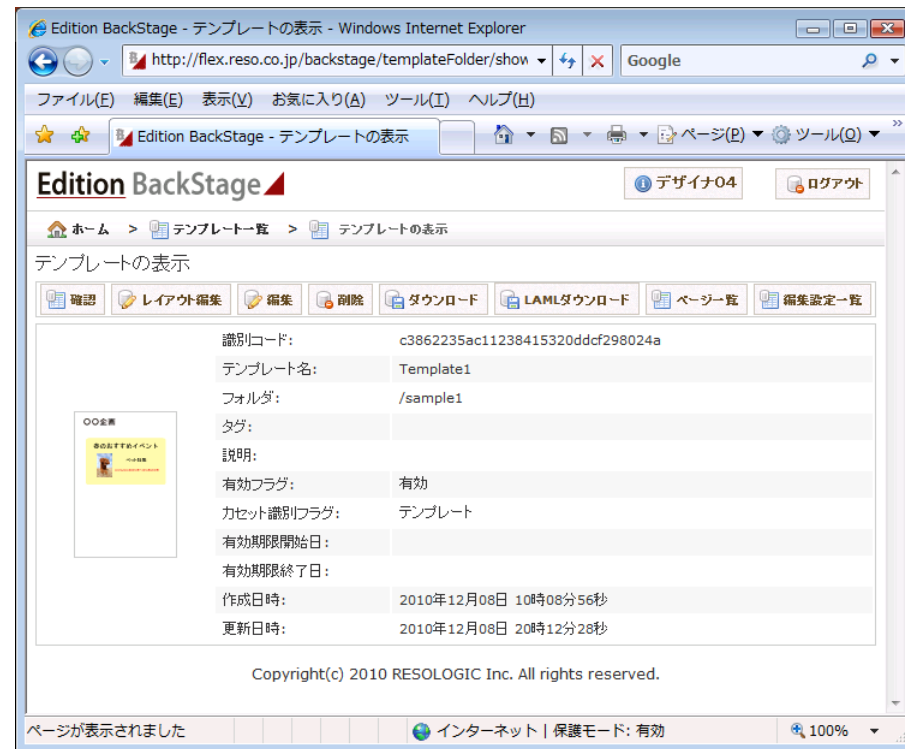 Edition BackStage - テンプレートの表示 - Windows Internet Explorer
http://flex.reso.co.jp/backstage/templateFolder/show
Google
ファイル(F) 編集(E) 表示(V) お気に入り(A) ツール(T) ヘルプ(H)
Edition BackStage - テンプレートの表示 ページ(P) ツール(O) »
Edition BackStage デザイナ04 ログアウト
ホーム > テンプレート一覧 > テンプレートの表示
テンプレートの表示
確認 レイアウト編集 編集 削除 ダウンロード LAMLダウンロード ページ一覧 編集設定一覧
識別コード: c3862235ac11238415320ddcf298024a
テンプレート名: Template1
フォルダ: /sample1
〇〇企画
タグ:
春のおすすめイベント
説明:
有効フラグ: 有効
カセット識別フラグ: テンプレート
有効期限開始日:
有効期限終了日:
作成日時: 2010年12月08日 10時08分56秒
更新日時: 2010年12月08日 20時12分28秒
Copyright(c) 2010 RESOLOGIC Inc. All rights reserved.
ページが表示されました インターネット | 保護モード: 有効 100%